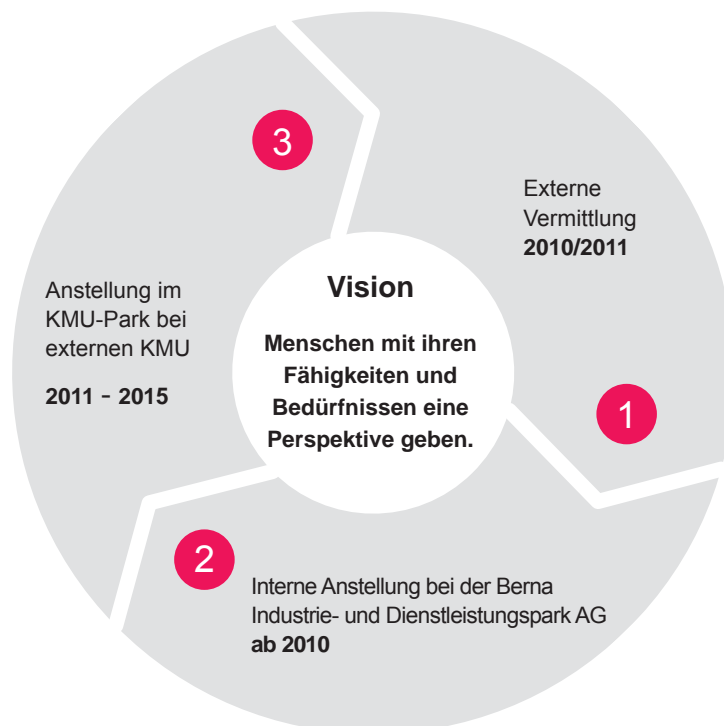 Vision
Menschen mit ihren
Fähigkeiten und
Bedürfnissen eine
Perspektive geben.
1
Externe
Vermittlung
2010/2011
2
Interne Anstellung bei der Berna
Industrie- und Dienstleistungspark AG
ab 2010
3
Anstellung im
KMU-Park bei
externen KMU
2011 - 2015